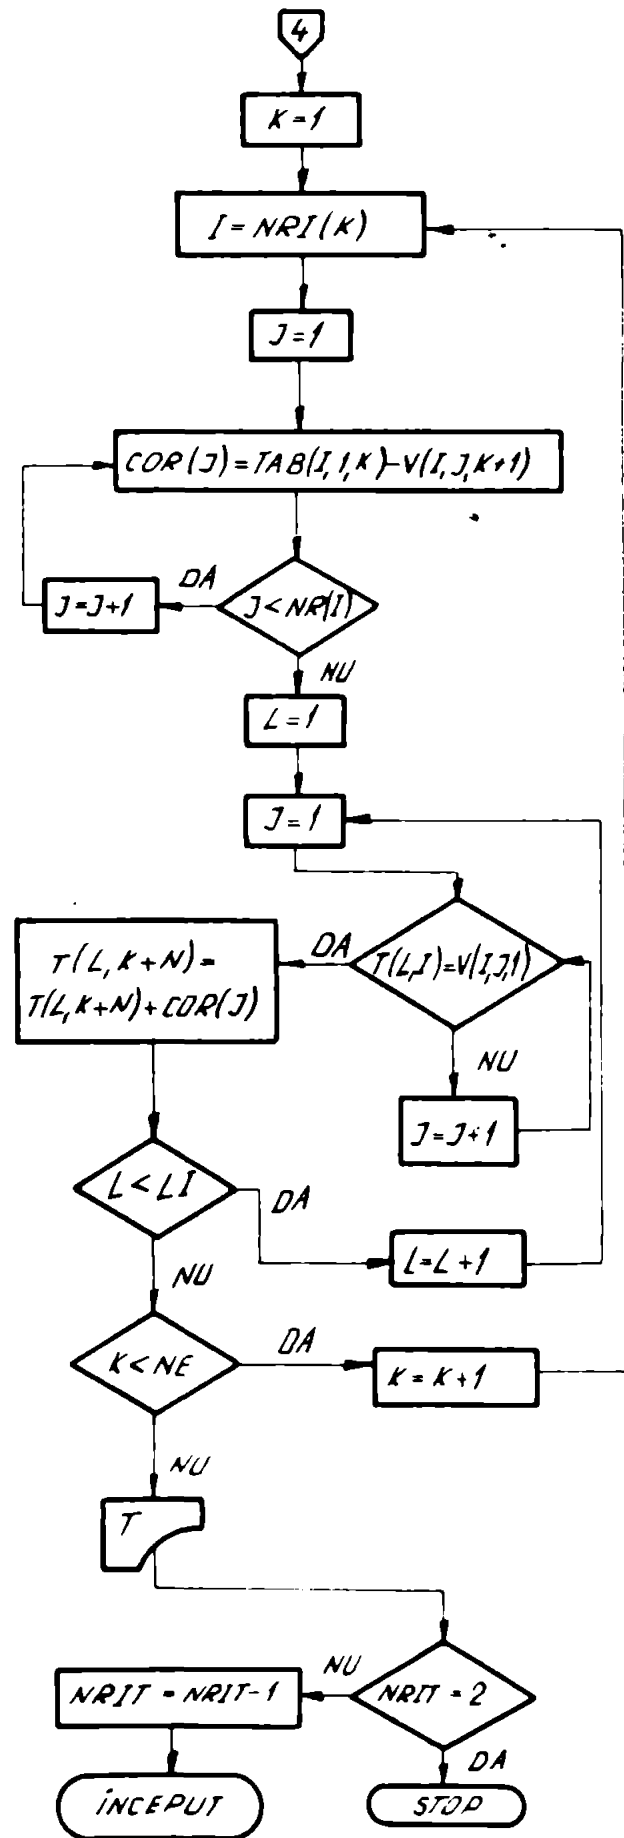 4
K=1
I=NRI(K)
J=1
COR(J)=TAB(I,1,K)-V(I,J,K+1)
DA
J=J+1
J<NR(I)
NU
L=1
J=1
T(L,K+N)=
T(L,K+N)+COR(J)
DA
T(L,I)=V(I,J,1)
NU
J=J+1
L<LI
DA
L=L+1
NU
K<NE
DA
K=K+1
NU
T
NRIT=NRIT-1
NU
NRIT=2
DA
INCEPUT
STOP